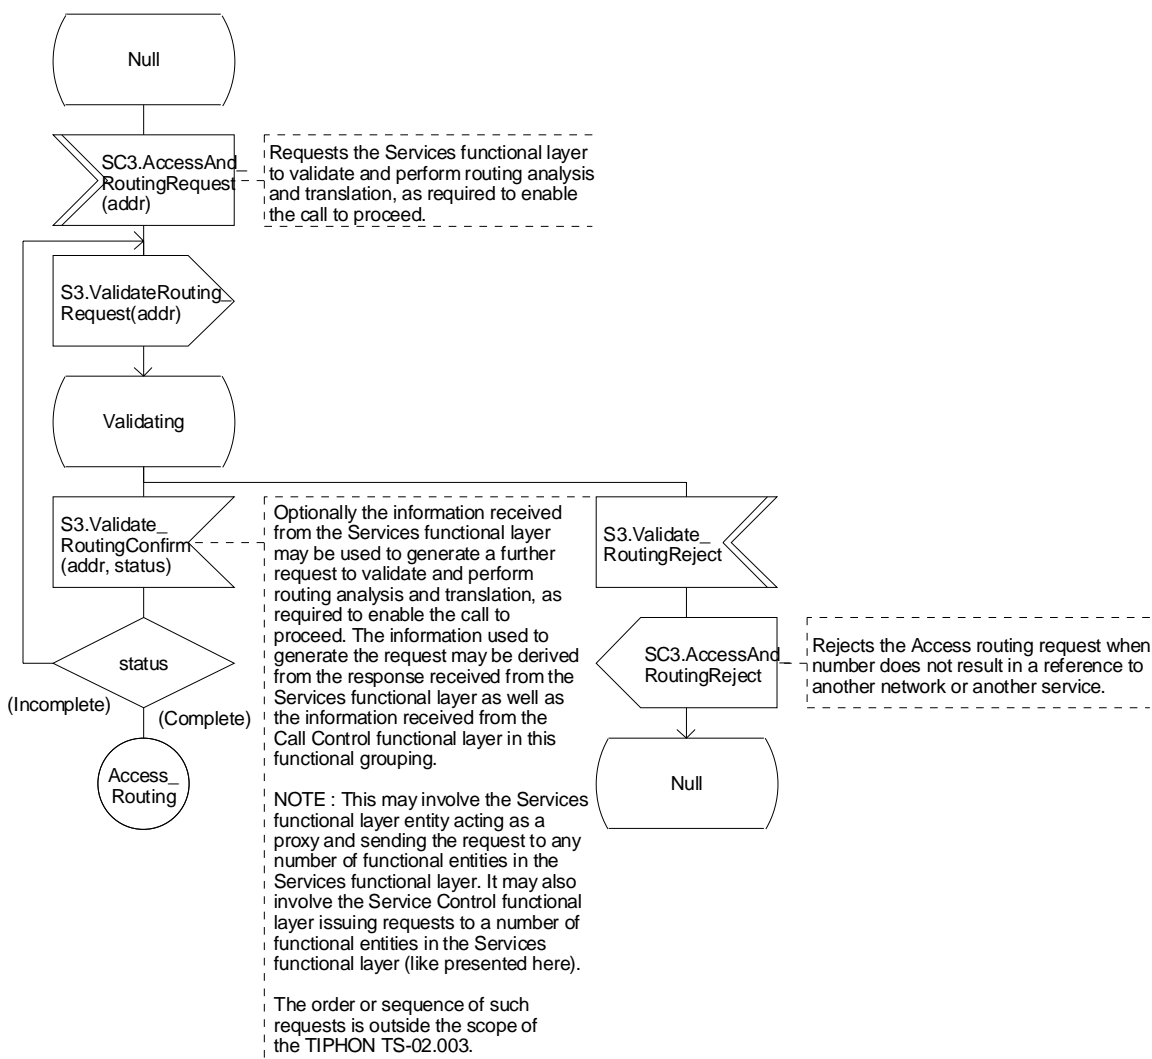 Null
SC3.AccessAnd_
RoutingRequest
(addr)
Requests the Services functional layer
to validate and perform routing analysis
and translation, as required to enable
the call to proceed.
S3.ValidateRouting_
Request(addr)
Validating
S3.Validate_
RoutingConfirm
(addr, status)
Optionally the information received
from the Services functional layer
may be used to generate a further
request to validate and perform
routing analysis and translation, as
required to enable the call to
proceed. The information used to
generate the request may be derived
from the response received from the
Services functional layer as well as
the information received from the
Call Control functional layer in this
functional grouping.
NOTE : This may involve the Services
functional layer entity acting as a
proxy and sending the request to any
number of functional entities in the
Services functional layer. It may also
involve the Service Control functional
layer issuing requests to a number of
functional entities in the Services
functional layer (like presented here).
The order or sequence of such
requests is outside the scope of
the TIPHON TS-02.003.
S3.Validate_
RoutingReject
status
(Incomplete)
(Complete)
Access_
Routing
SC3.AccessAnd_
RoutingReject
Rejects the Access routing request when
number does not result in a reference to
another network or another service.
Null